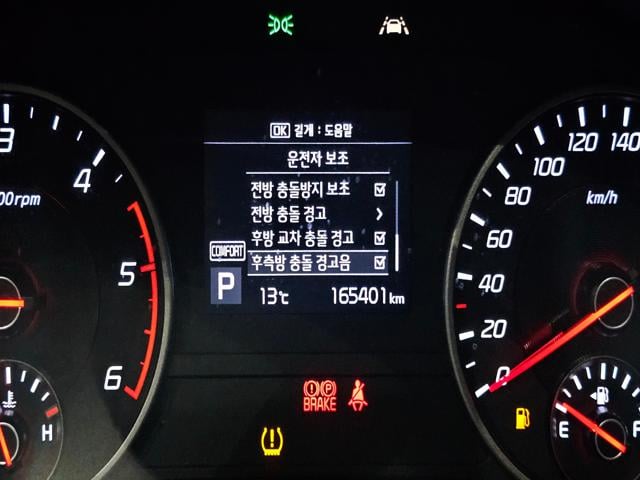 OK 길게 : 도움말
운전자 보조
전방 충돌방지 보조
전방 충돌 경고
후방 교차 충돌 경고
후측방 충돌 경고음
COMFORT
P
13℃
165401km
3
4
5
6
00rpm
H
0
20
40
60
80
100
120
140
km/h
BRAKE
P
E
F